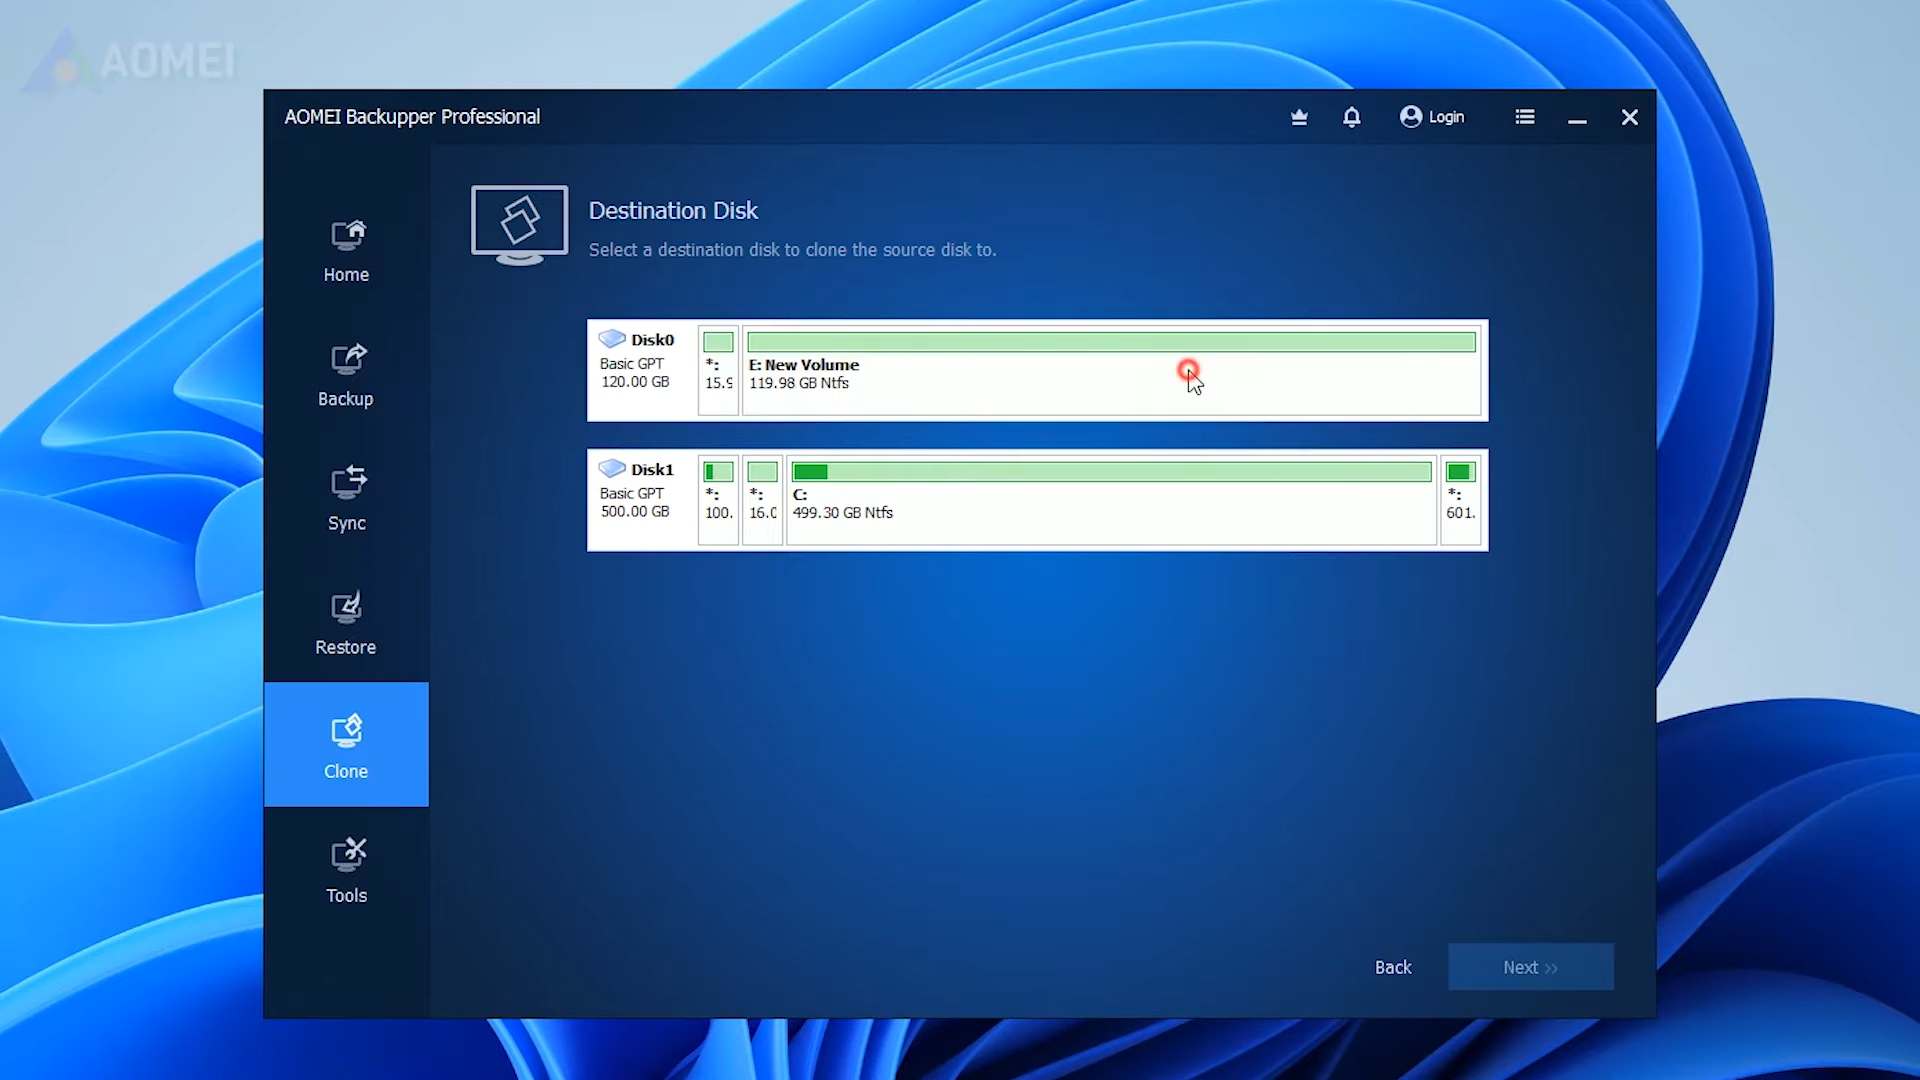 AOMEI
AOMEI Backupper Professional
Login
Destination Disk
Select a destination disk to clone the source disk to.
Home
Backup
Sync
Restore
Clone
Tools
Disk0
Basic GPT
120.00 GB
*:
15.9
E: New Volume
119.98 GB Ntfs
Disk1
Basic GPT
500.00 GB
*:
100.
*:
16.0
C:
499.30 GB Ntfs
*:
601.
Back
Next >>